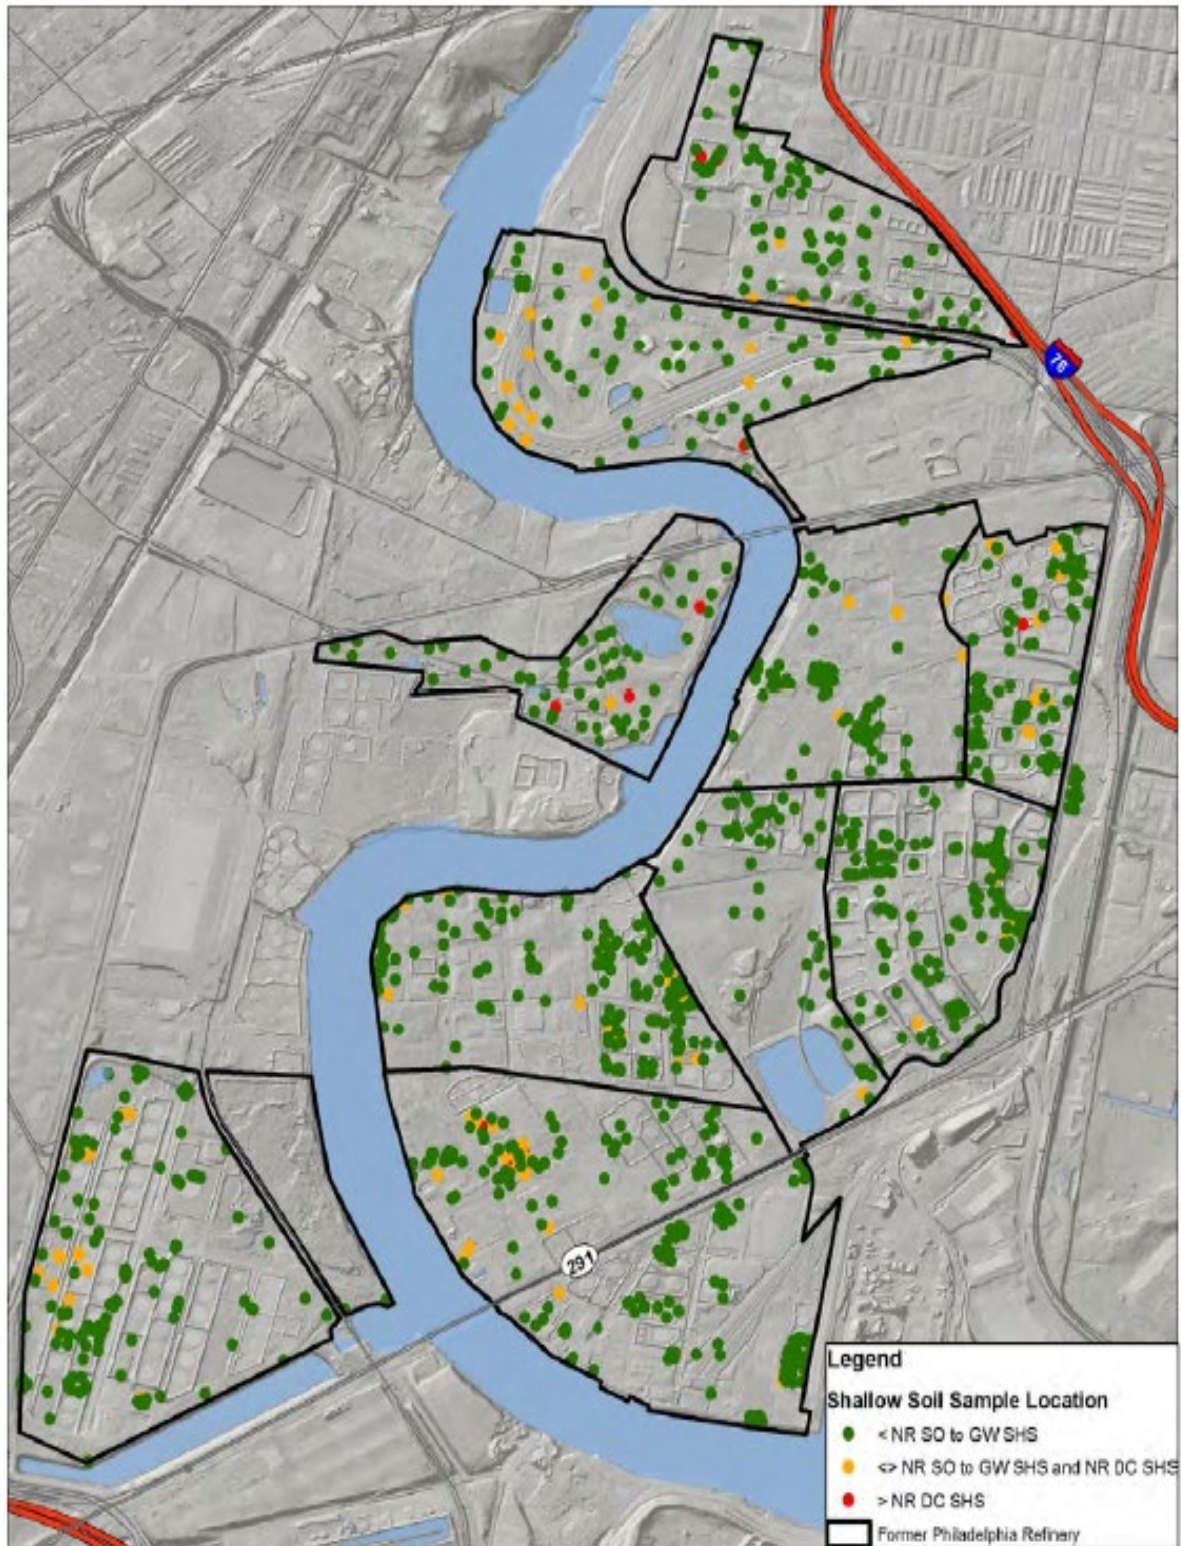 76
291
Legend
Shallow Soil Sample Location
< NR SO to GW SHS
<> NR SO to GW SHS and NR DC SHS
> NR DC SHS
Former Philadelphia Refinery